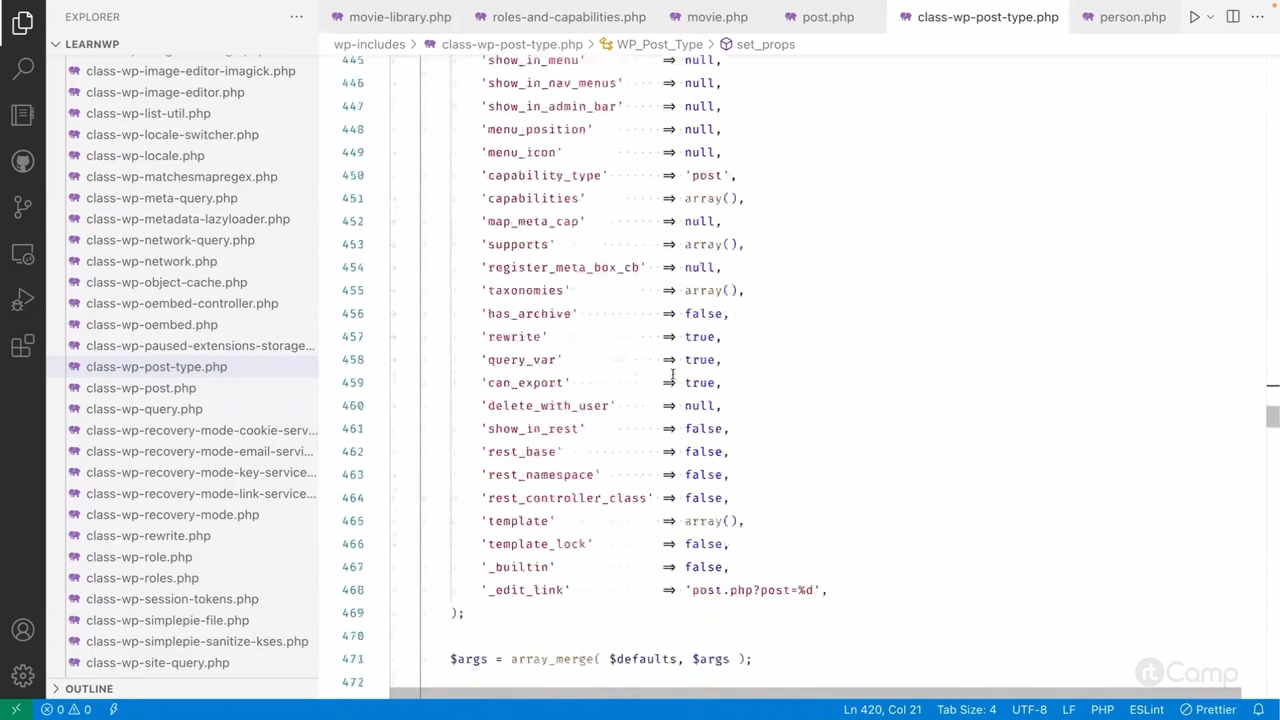 EXPLORER
movie-library.php
roles-and-capabilities.php
movie.php
post.php
class-wp-post-type.php
person.php
LEARNWP
wp-includes > class-wp-post-type.php > WP_Post_Type > set_props
class-wp-image-editor-imagick.php
class-wp-image-editor.php
class-wp-list-util.php
class-wp-locale-switcher.php
class-wp-locale.php
class-wp-matchesmapregex.php
class-wp-meta-query.php
class-wp-metadata-lazyloader.php
class-wp-network-query.php
class-wp-network.php
class-wp-object-cache.php
class-wp-oembed-controller.php
class-wp-oembed.php
class-wp-paused-extensions-storage...
class-wp-post-type.php
class-wp-post.php
class-wp-query.php
class-wp-recovery-mode-cookie-serv...
class-wp-recovery-mode-email-servi...
class-wp-recovery-mode-key-service...
class-wp-recovery-mode-link-service...
class-wp-recovery-mode.php
class-wp-rewrite.php
class-wp-role.php
class-wp-roles.php
class-wp-session-tokens.php
class-wp-simplepie-file.php
class-wp-simplepie-sanitize-kses.php
class-wp-site-query.php
OUTLINE
445 'show_in_menu' => null,
446 'show_in_nav_menus' => null,
447 'show_in_admin_bar' => null,
448 'menu_position' => null,
449 'menu_icon' => null,
450 'capability_type' => 'post',
451 'capabilities' => array(),
452 'map_meta_cap' => null,
453 'supports' => array(),
454 'register_meta_box_cb' => null,
455 'taxonomies' => array(),
456 'has_archive' => false,
457 'rewrite' => true,
458 'query_var' => true,
459 'can_export' => true,
460 'delete_with_user' => null,
461 'show_in_rest' => false,
462 'rest_base' => false,
463 'rest_namespace' => false,
464 'rest_controller_class' => false,
465 'template' => array(),
466 'template_lock' => false,
467 '_builtin' => false,
468 '_edit_link' => 'post.php?post=%d',
469 );
470
471 $args = array_merge( $defaults, $args );
472
rtCamp
0 0
Ln 420, Col 21
Tab Size: 4
UTF-8
LF
PHP
ESLint
Prettier